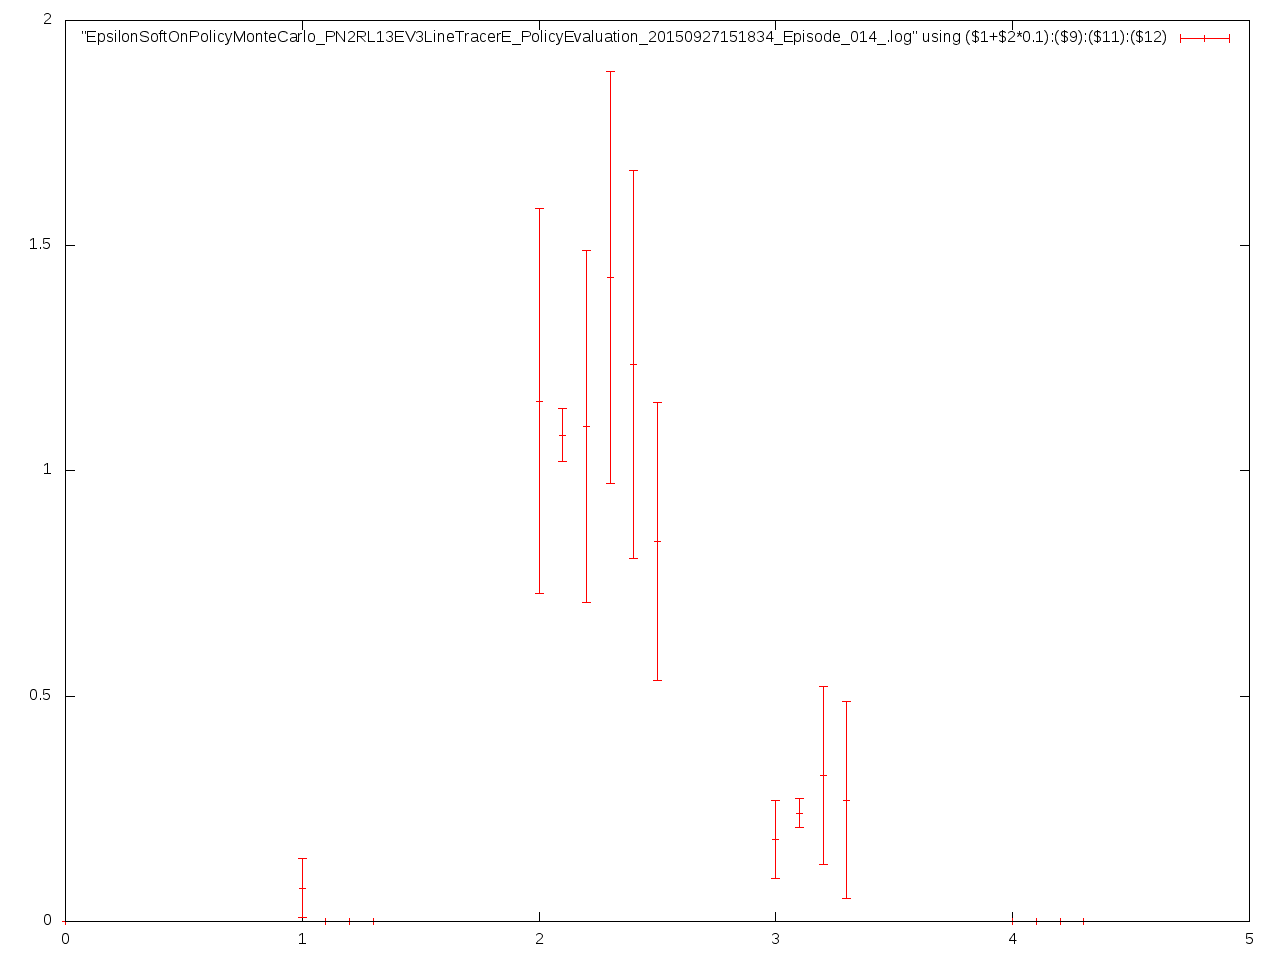 2
"EpsilonSoftOnPolicyMonteCarlo_PN2RL13EV3LineTracerE_PolicyEvaluation_20150927151834_Episode_014_.log" using ($1+$2*0.1):($9):($11):($12)
1.5
1
0.5
0
0 1 2 3 4 5